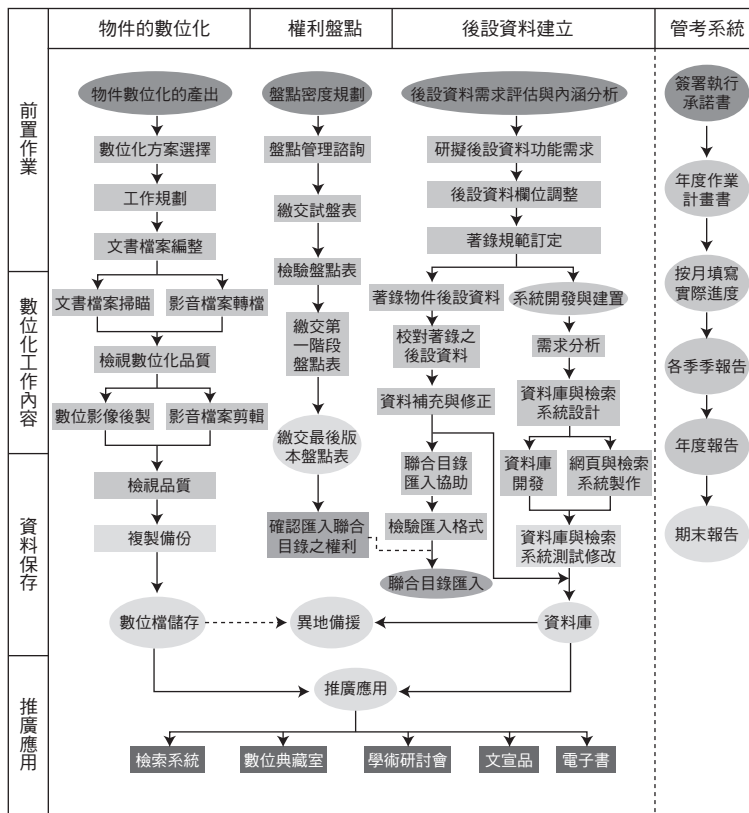 物件的數位化
權利盤點
後設資料建立
管考系統
前置作業
數位化工作內容
資料保存
推廣應用
物件數位化的產出
數位化方案選擇
工作規劃
文書檔案編整
文書檔案掃瞄
影音檔案轉檔
檢視數位化品質
數位影像後製
影音檔案剪輯
檢視品質
複製備份
數位檔儲存
盤點密度規劃
盤點管理諮詢
繳交試盤表
檢驗盤點表
繳交第
一階段
盤點表
繳交最後版
本盤點表
確認匯入聯合
目錄之權利
異地備援
後設資料需求評估與內涵分析
研擬後設資料功能需求
後設資料欄位調整
著錄規範訂定
著錄物件後設資料
校對著錄之
後設資料
資料補充與修正
聯合目錄
匯入協助
檢驗匯入格式
聯合目錄匯入
系統開發與建置
需求分析
資料庫與檢索
系統設計
資料庫
開發
網頁與檢索
系統製作
資料庫與檢索
系統測試修改
資料庫
推廣應用
檢索系統
數位典藏室
學術研討會
文宣品
電子書
簽署執行
承諾書
年度作業
計畫書
按月填寫
實際進度
各季季報告
年度報告
期末報告